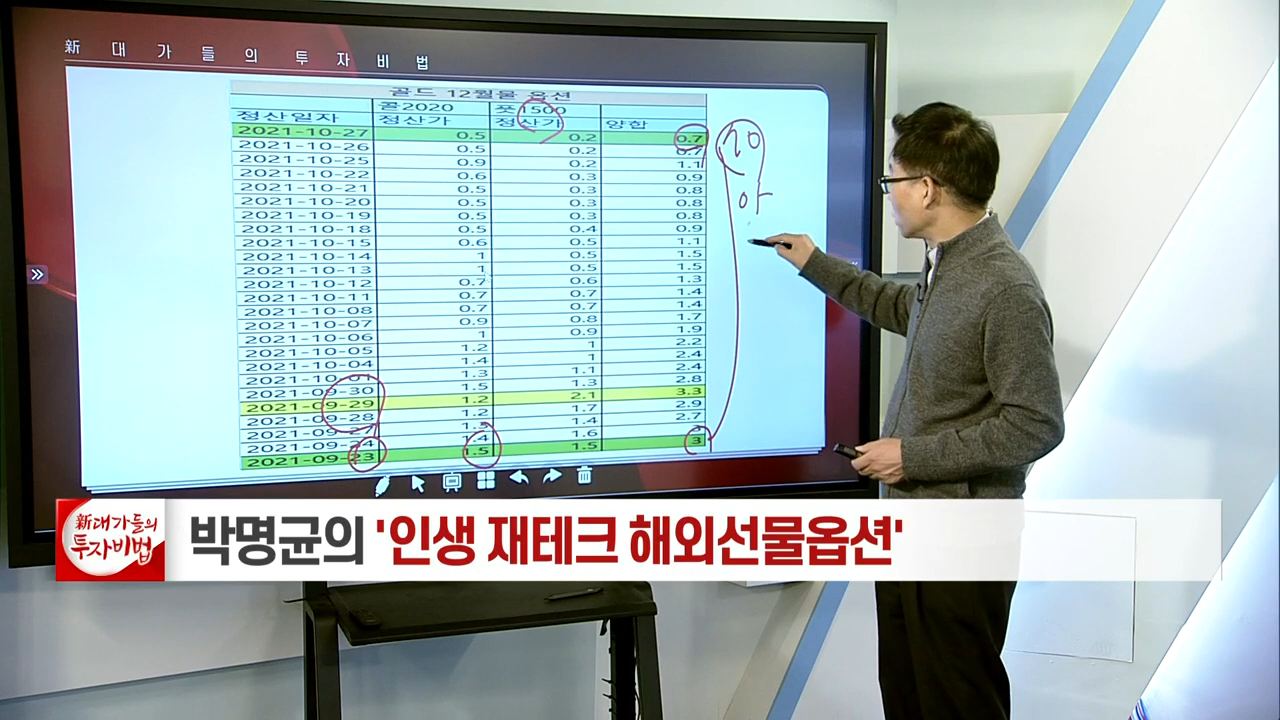 新 대가들의 투자비법
골드 12월물 옵션
콜2020 풋1500
정산일자 정산가 정산가 양합
2021-10-27 0.5 0.2 0.7
2021-10-26 0.5 0.2 0.7
2021-10-25 0.9 0.2 1.1
2021-10-22 0.6 0.3 0.9
2021-10-21 0.5 0.3 0.8
2021-10-20 0.5 0.3 0.8
2021-10-19 0.5 0.3 0.8
2021-10-18 0.5 0.4 0.9
2021-10-15 0.6 0.5 1.1
2021-10-14 1 0.5 1.5
2021-10-13 1 0.5 1.5
2021-10-12 0.7 0.6 1.3
2021-10-11 0.7 0.7 1.4
2021-10-08 0.7 0.7 1.4
2021-10-07 0.9 0.8 1.7
2021-10-06 1 0.9 1.9
2021-10-05 1.2 1 2.2
2021-10-04 1.4 1 2.4
2021-10-01 1.3 1.1 2.4
2021-09-30 1.5 1.3 2.8
2021-09-29 1.2 2.1 3.3
2021-09-28 1.2 1.7 2.9
2021-09-27 1.3 1.4 2.7
2021-09-24 1.4 1.6
2021-09-23 1.5 1.5 3
新대가들의
투자비법
박명균의 '인생 재테크 해외선물옵션'